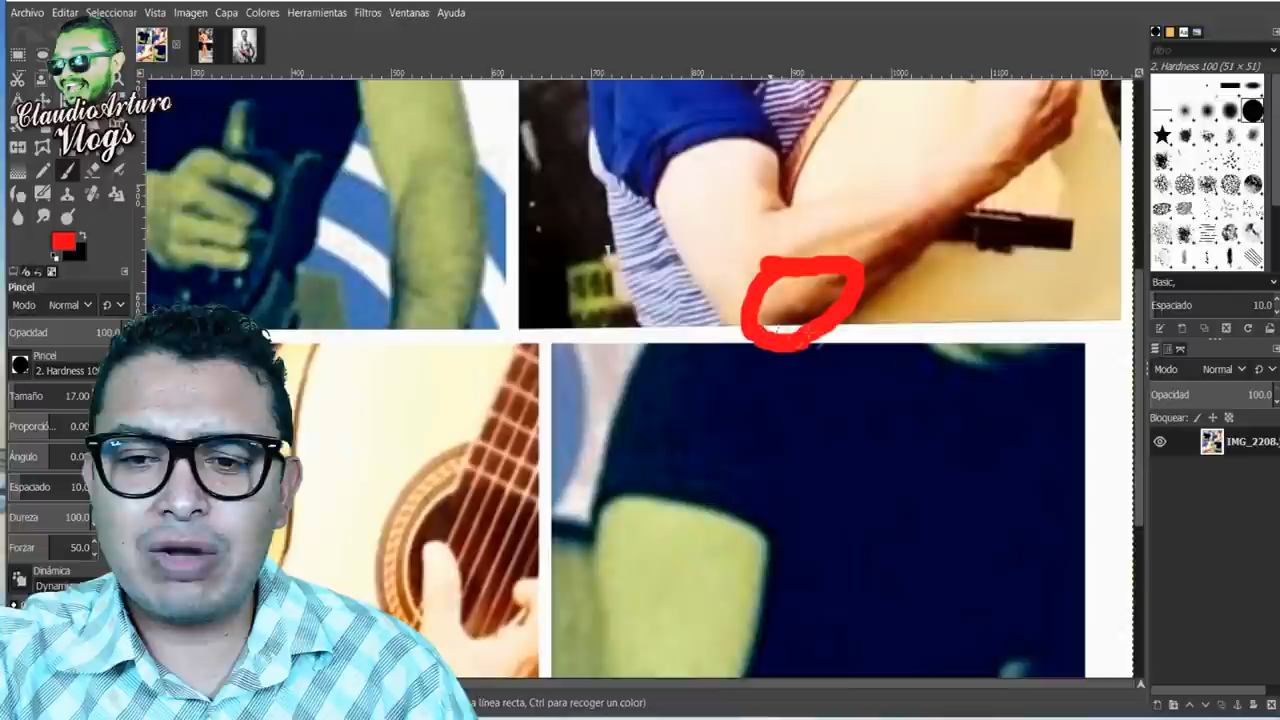 Archivo Editar Seleccionar Vista Imagen Capa Colores Herramientas Filtros Ventanas Ayuda
ClaudioArturo
Vlogs
300 400 500 600 700 800 900 1000 1100 1200
filtro
2. Hardness 100 (51 × 51)
Pincel
Modo Normal
Opacidad 100.0
Pincel
2. Hardness 100
Tamaño 17.00
Proporció... 0.00
Ángulo 0.00
Espaciado 10.0
Dureza 100.0
Forzar 50.0
Dinámica
Basic,
Espaciado 10.0
Modo Normal
Opacidad 100.0
Bloquear:
IMG_2208.
a línea recta, Ctrl para recoger un color)